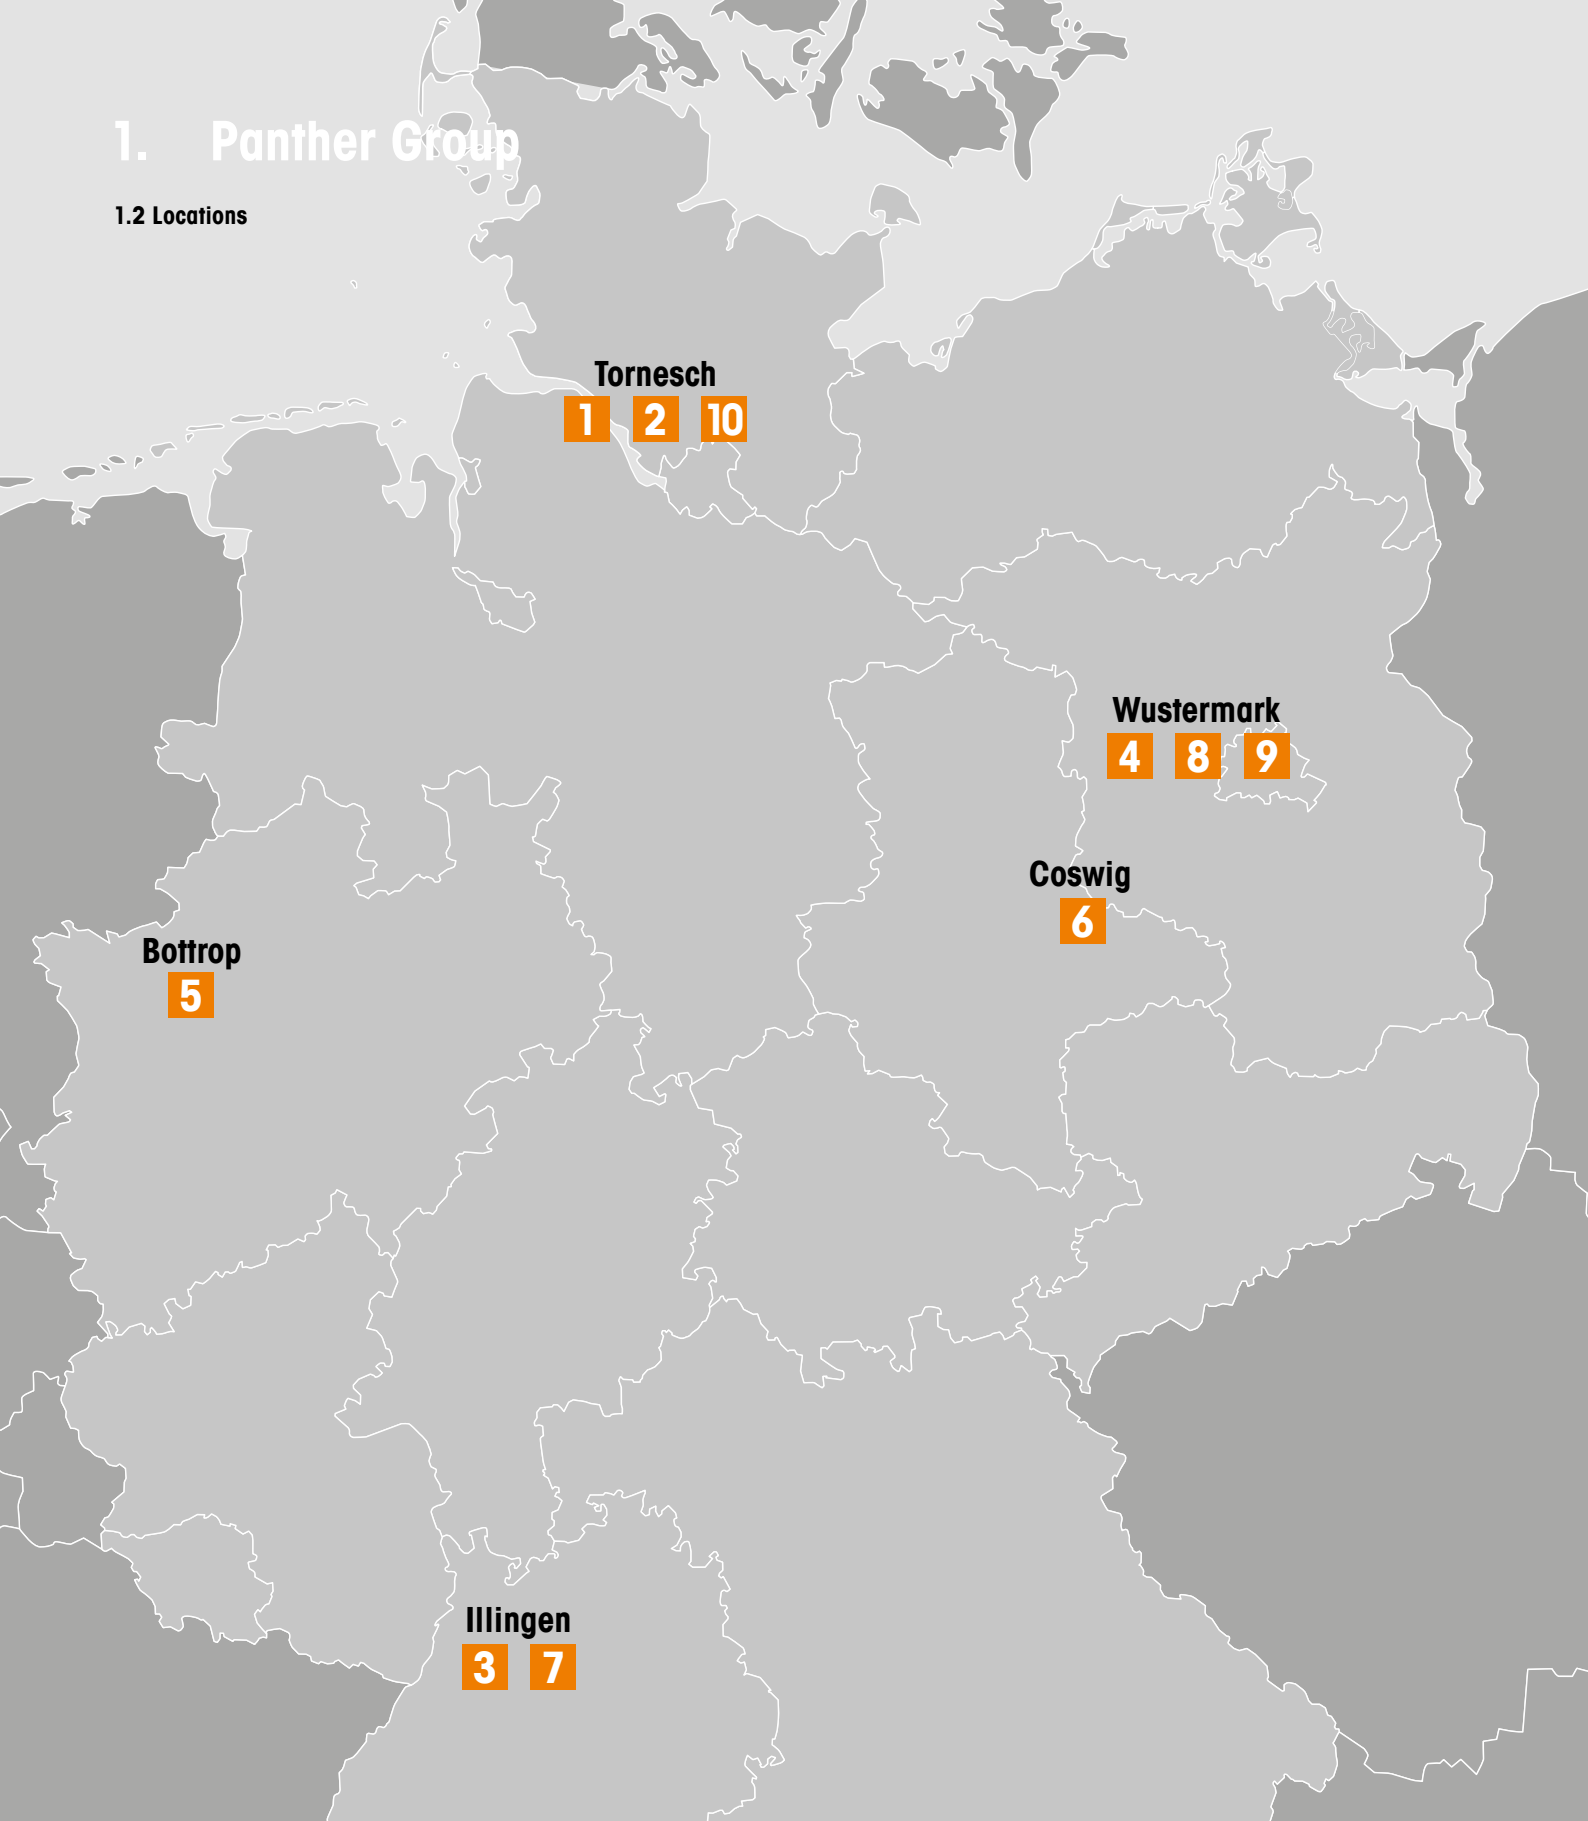 1. Panther Group
1.2 Locations
Tornesch
1 2 10
Wustermark
4 8 9
Coswig
6
Bottrop
5
Illingen
3 7